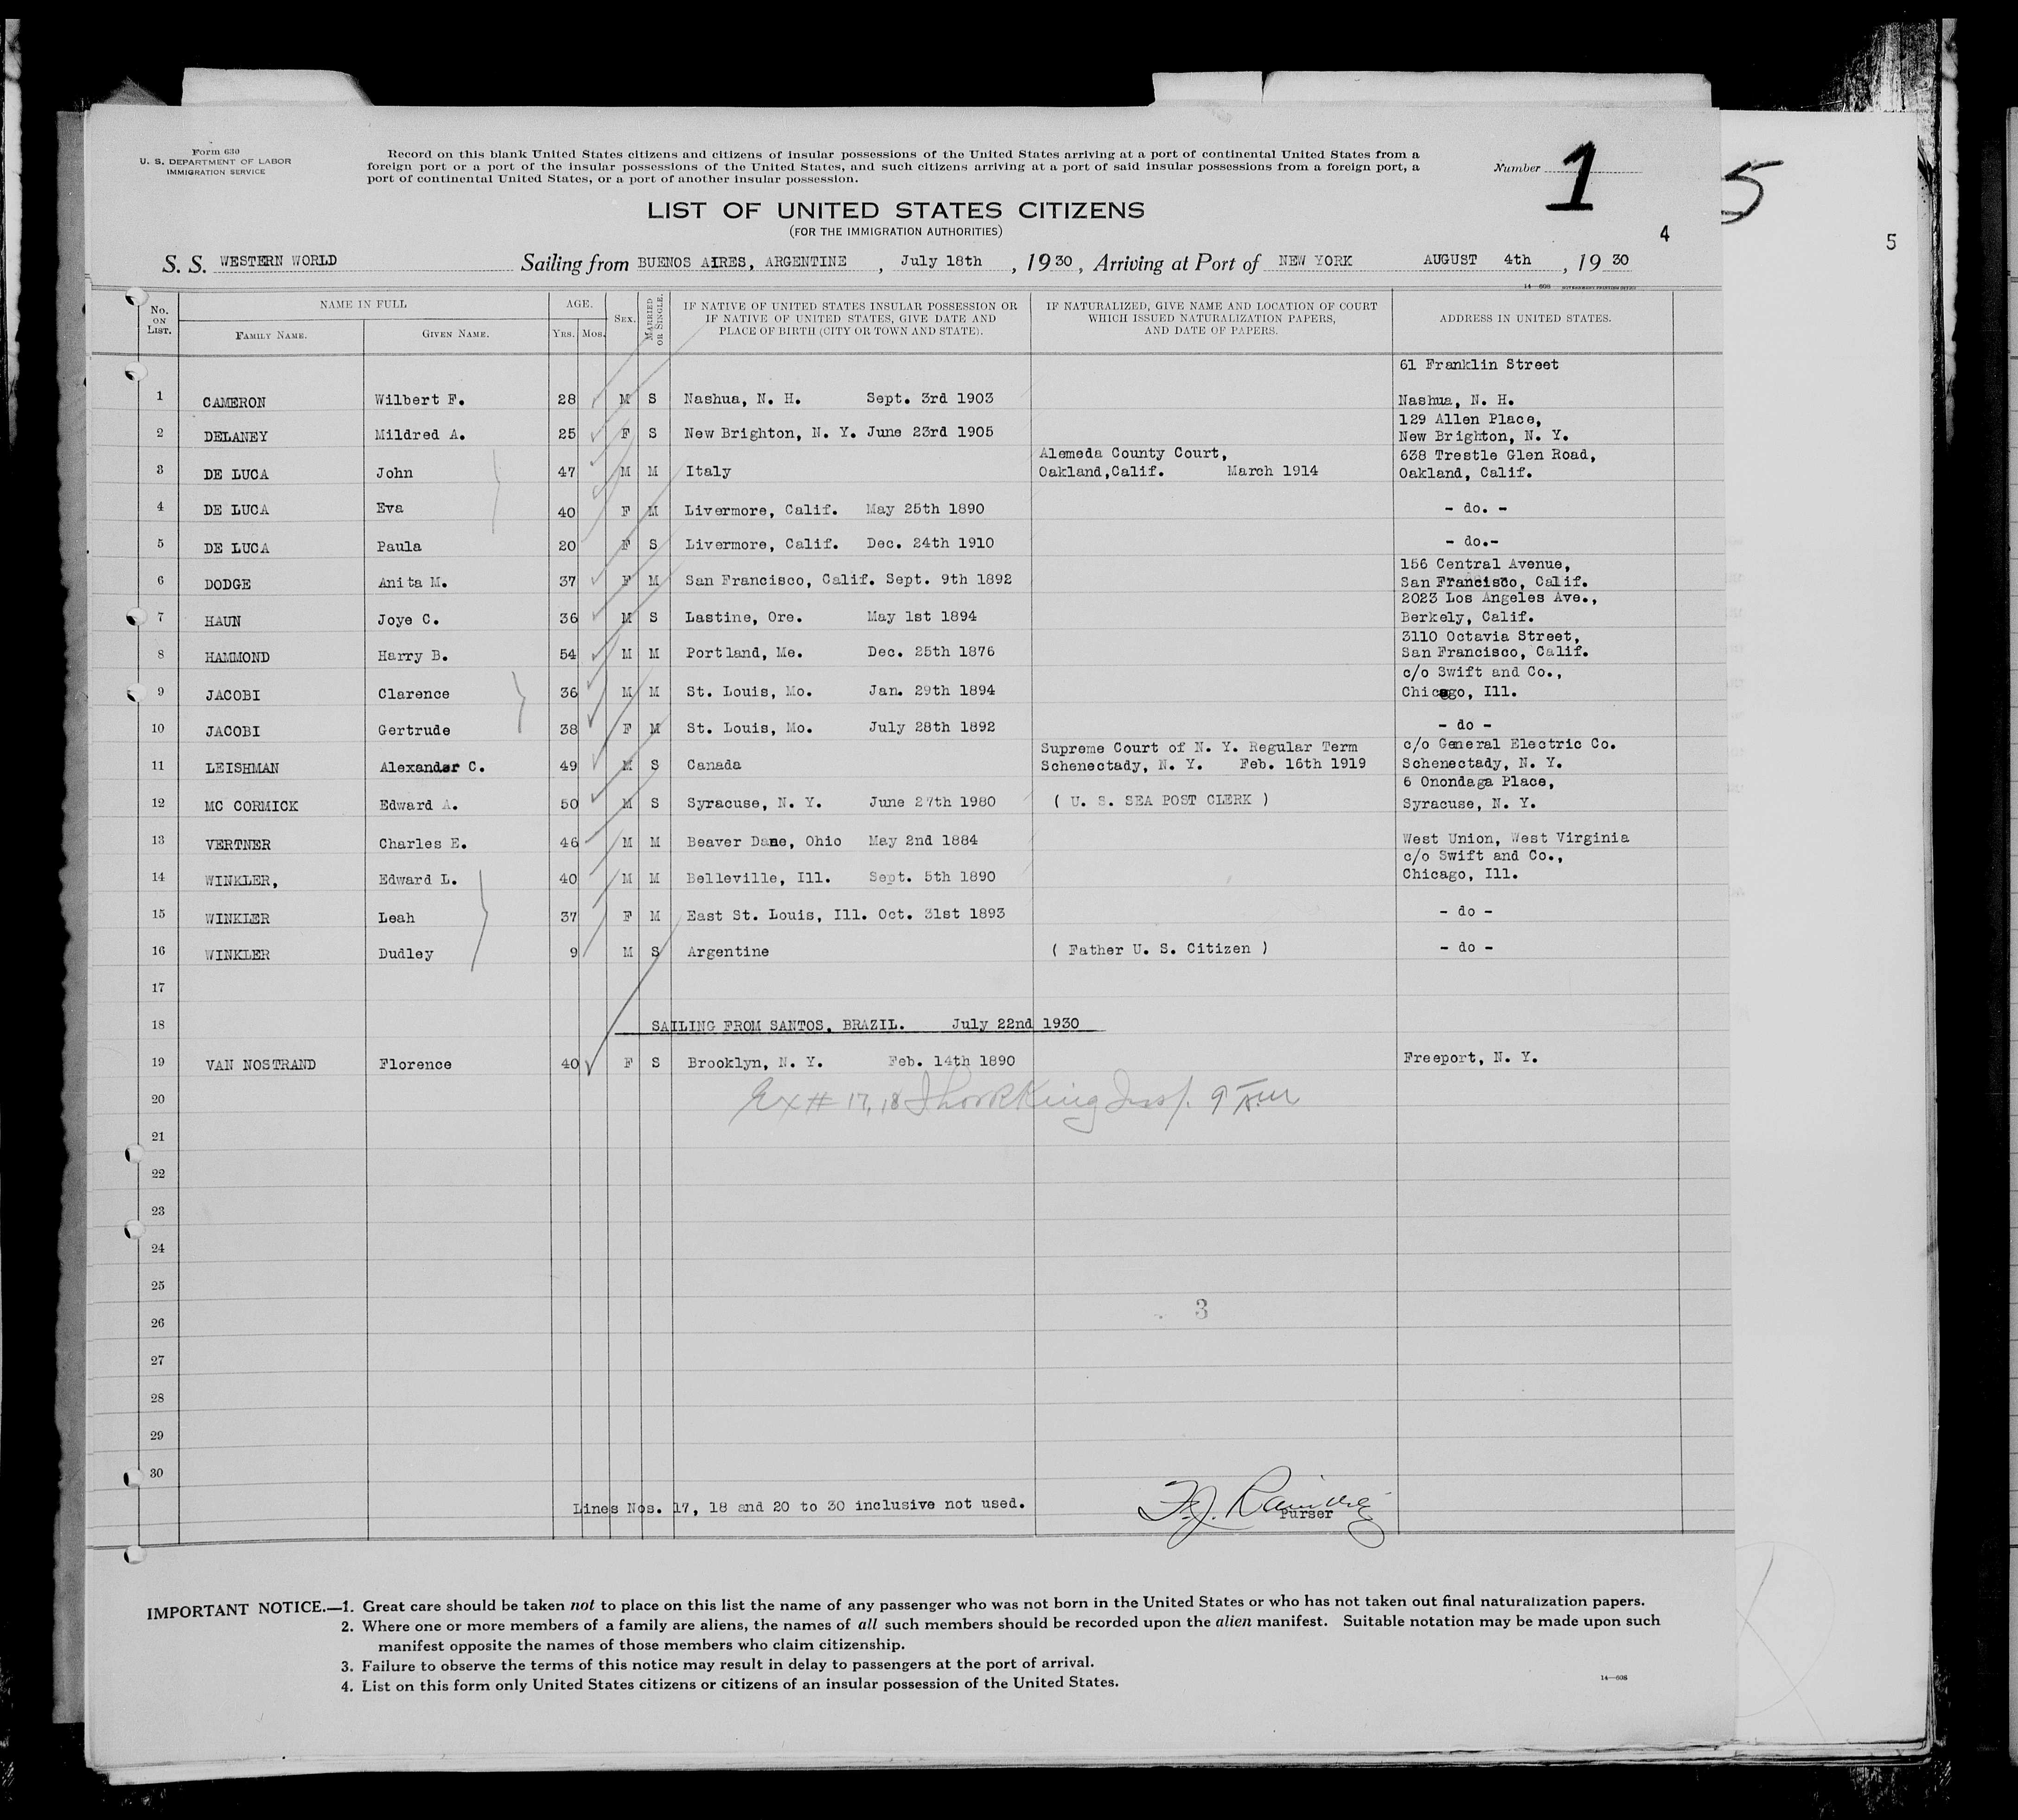 Form 630
U. S. DEPARTMENT OF LABOR
IMMIGRATION SERVICE
Record on this blank United States citizens and citizens of insular possessions of the United States arriving at a port of continental United States from a
foreign port or a port of the insular possessions of the United States, and such citizens arriving at a port of said insular possessions from a foreign port, a
port of continental United States, or a port of another insular possession.
Number 1
5
LIST OF UNITED STATES CITIZENS
(FOR THE IMMIGRATION AUTHORITIES)
4
5
S. S. WESTERN WORLD Sailing from BUENOS AIRES, ARGENTINE , July 18th , 1930, Arriving at Port of NEW YORK AUGUST 4th , 1930
14—608 GOVERNMENT PRINTING OFFICE
No. ON LIST. NAME IN FULL AGE. SEX. MARRIED OR SINGLE. IF NATIVE OF UNITED STATES INSULAR POSSESSION OR IF NATIVE OF UNITED STATES, GIVE DATE AND PLACE OF BIRTH (CITY OR TOWN AND STATE). IF NATURALIZED, GIVE NAME AND LOCATION OF COURT WHICH ISSUED NATURALIZATION PAPERS, AND DATE OF PAPERS. ADDRESS IN UNITED STATES.
FAMILY NAME. GIVEN NAME. YRS. MOS.
61 Franklin Street
1 CAMERON Wilbert F. 28 M S Nashua, N. H. Sept. 3rd 1903 Nashua, N. H.
129 Allen Place,
2 DELANEY Mildred A. 25 F S New Brighton, N. Y. June 23rd 1905 New Brighton, N. Y.
Alemeda County Court, 638 Trestle Glen Road,
3 DE LUCA John 47 M M Italy Oakland,Calif. March 1914 Oakland, Calif.
4 DE LUCA Eva 40 F M Livermore, Calif. May 25th 1890 - do. -
5 DE LUCA Paula 20 F S Livermore, Calif. Dec. 24th 1910 - do.-
156 Central Avenue,
6 DODGE Anita M. 37 F M San Francisco, Calif. Sept. 9th 1892 San Francisco, Calif.
2023 Los Angeles Ave.,
7 HAUN Joye C. 36 M S Lastine, Ore. May 1st 1894 Berkely, Calif.
3110 Octavia Street,
8 HAMMOND Harry B. 54 M M Portland, Me. Dec. 25th 1876 San Francisco, Calif.
c/o Swift and Co.,
9 JACOBI Clarence 36 M M St. Louis, Mo. Jan. 29th 1894 Chicago, Ill.
10 JACOBI Gertrude 38 F M St. Louis, Mo. July 28th 1892 - do -
Supreme Court of N. Y. Regular Term c/o General Electric Co.
11 LEISHMAN Alexander C. 49 M S Canada Schenectady, N. Y. Feb. 16th 1919 Schenectady, N. Y.
6 Onondaga Place,
12 MC CORMICK Edward A. 50 M S Syracuse, N. Y. June 27th 1980 ( U. S. SEA POST CLERK ) Syracuse, N. Y.
13 VERTNER Charles E. 46 M M Beaver Dane, Ohio May 2nd 1884 West Union, West Virginia
c/o Swift and Co.,
14 WINKLER, Edward L. 40 M M Belleville, Ill. Sept. 5th 1890 Chicago, Ill.
15 WINKLER Leah 37 F M East St. Louis, Ill. Oct. 31st 1893 - do -
16 WINKLER Dudley 9 M S Argentine ( Father U. S. Citizen ) - do -
17
18 SAILING FROM SANTOS, BRAZIL. July 22nd 1930
19 VAN NOSTRAND Florence 40 F S Brooklyn, N. Y. Feb. 14th 1890 Freeport, N. Y.
20 Ex # 17, 18 King Insp. 9
21
22
23
24
25
26 3
27
28
29
30
Lines Nos. 17, 18 and 20 to 30 inclusive not used.
Purser
IMPORTANT NOTICE.—1. Great care should be taken not to place on this list the name of any passenger who was not born in the United States or who has not taken out final naturalization papers.
2. Where one or more members of a family are aliens, the names of all such members should be recorded upon the alien manifest. Suitable notation may be made upon such
manifest opposite the names of those members who claim citizenship.
3. Failure to observe the terms of this notice may result in delay to passengers at the port of arrival.
4. List on this form only United States citizens or citizens of an insular possession of the United States.
14—608